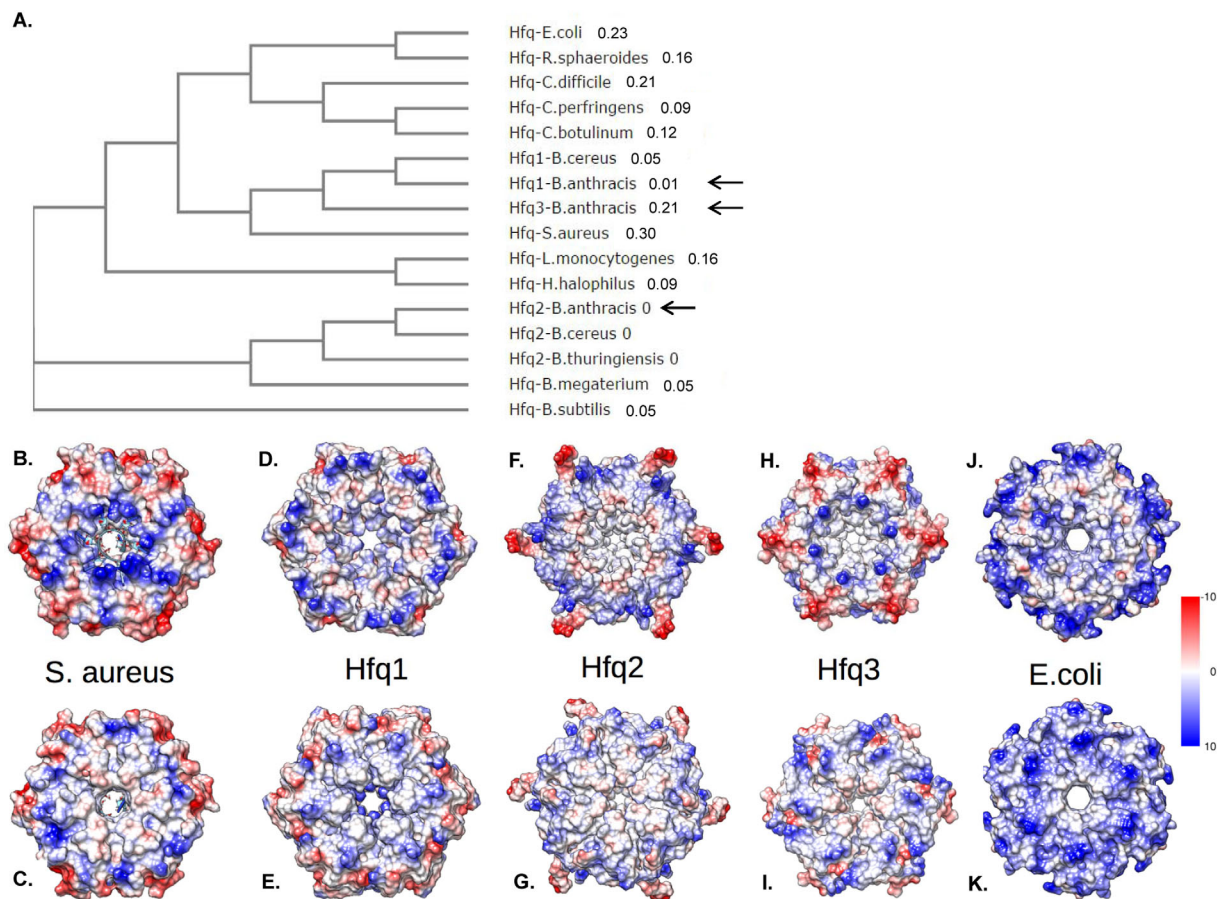 A.
Hfq-E.coli 0.23
Hfq-R.sphaeroides 0.16
Hfq-C.difficile 0.21
Hfq-C.perfringens 0.09
Hfq-C.botulinum 0.12
Hfq1-B.cereus 0.05
Hfq1-B.anthracis 0.01
Hfq3-B.anthracis 0.21
Hfq-S.aureus 0.30
Hfq-L.monocytogenes 0.16
Hfq-H.halophilus 0.09
Hfq2-B.anthracis 0
Hfq2-B.cereus 0
Hfq2-B.thuringiensis 0
Hfq-B.megaterium 0.05
Hfq-B.subtilis 0.05
B. D. F. H. J.
-10
0
10
S. aureus Hfq1 Hfq2 Hfq3 E.coli
C. E. G. I. K.